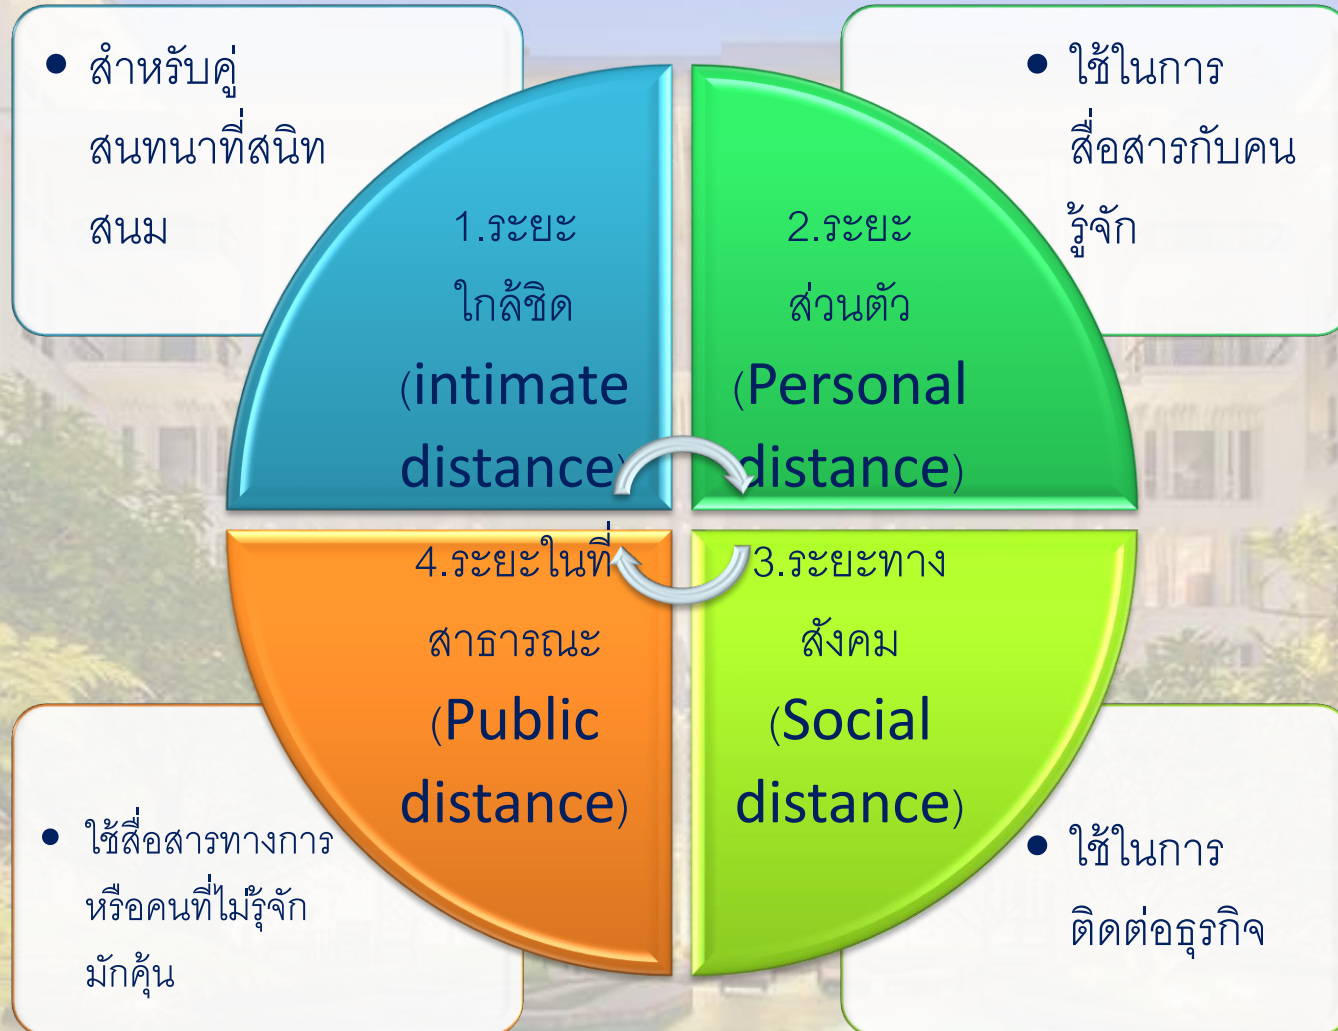 • สำหรับคู่
สนทนาที่สนิท
สนม
1.ระยะ
ใกล้ชิด
(intimate
distance)
• ใช้ในการ
สื่อสารกับคน
รู้จัก
2.ระยะ
ส่วนตัว
(Personal
distance)
3.ระยะทาง
สังคม
(Social
distance)
• ใช้ในการ
ติดต่อธุรกิจ
4.ระยะในที่
สาธารณะ
(Public
distance)
• ใช้สื่อสารทางการ
หรือคนที่ไม่รุ้จัก
มักคุ้น